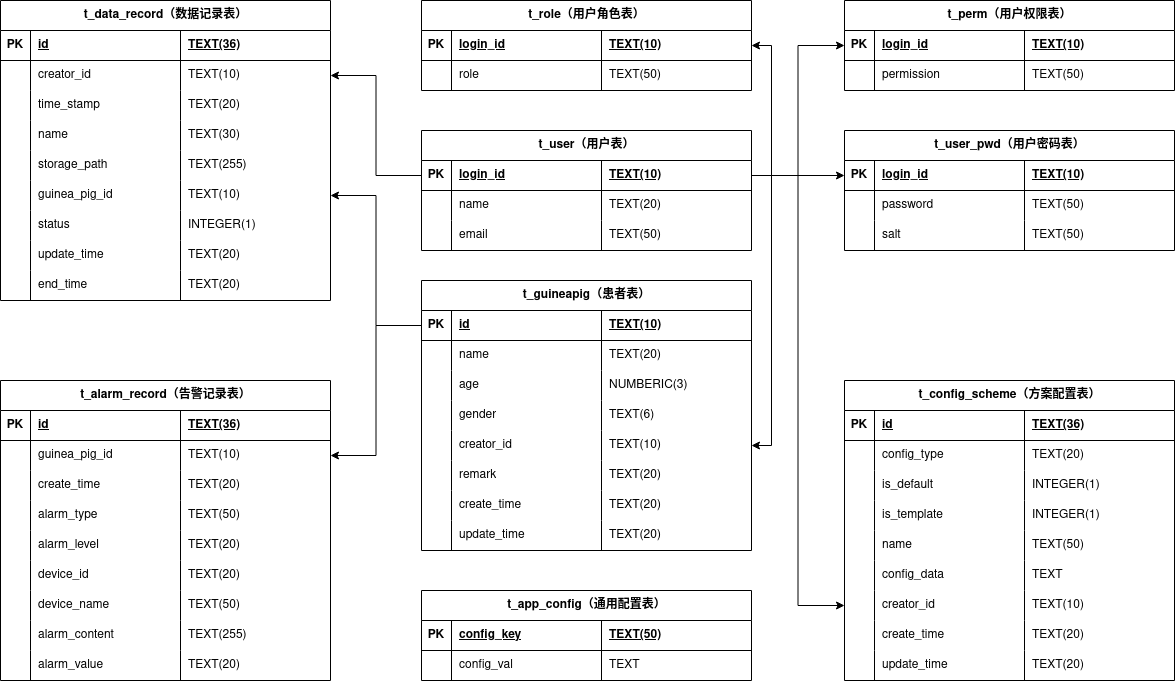 t_data_record（数据记录表）
PK id TEXT(36)
creator_id TEXT(10)
time_stamp TEXT(20)
name TEXT(30)
storage_path TEXT(255)
guinea_pig_id TEXT(10)
status INTEGER(1)
update_time TEXT(20)
end_time TEXT(20)
t_alarm_record（告警记录表）
PK id TEXT(36)
guinea_pig_id TEXT(10)
create_time TEXT(20)
alarm_type TEXT(50)
alarm_level TEXT(20)
device_id TEXT(20)
device_name TEXT(50)
alarm_content TEXT(255)
alarm_value TEXT(20)
t_role（用户角色表）
PK login_id TEXT(10)
role TEXT(50)
t_user（用户表）
PK login_id TEXT(10)
name TEXT(20)
email TEXT(50)
t_guineapig（患者表）
PK id TEXT(10)
name TEXT(20)
age NUMBERIC(3)
gender TEXT(6)
creator_id TEXT(10)
remark TEXT(20)
create_time TEXT(20)
update_time TEXT(20)
t_app_config（通用配置表）
PK config_key TEXT(50)
config_val TEXT
t_perm（用户权限表）
PK login_id TEXT(10)
permission TEXT(50)
t_user_pwd（用户密码表）
PK login_id TEXT(10)
password TEXT(50)
salt TEXT(50)
t_config_scheme（方案配置表）
PK id TEXT(36)
config_type TEXT(20)
is_default INTEGER(1)
is_template INTEGER(1)
name TEXT(50)
config_data TEXT
creator_id TEXT(10)
create_time TEXT(20)
update_time TEXT(20)